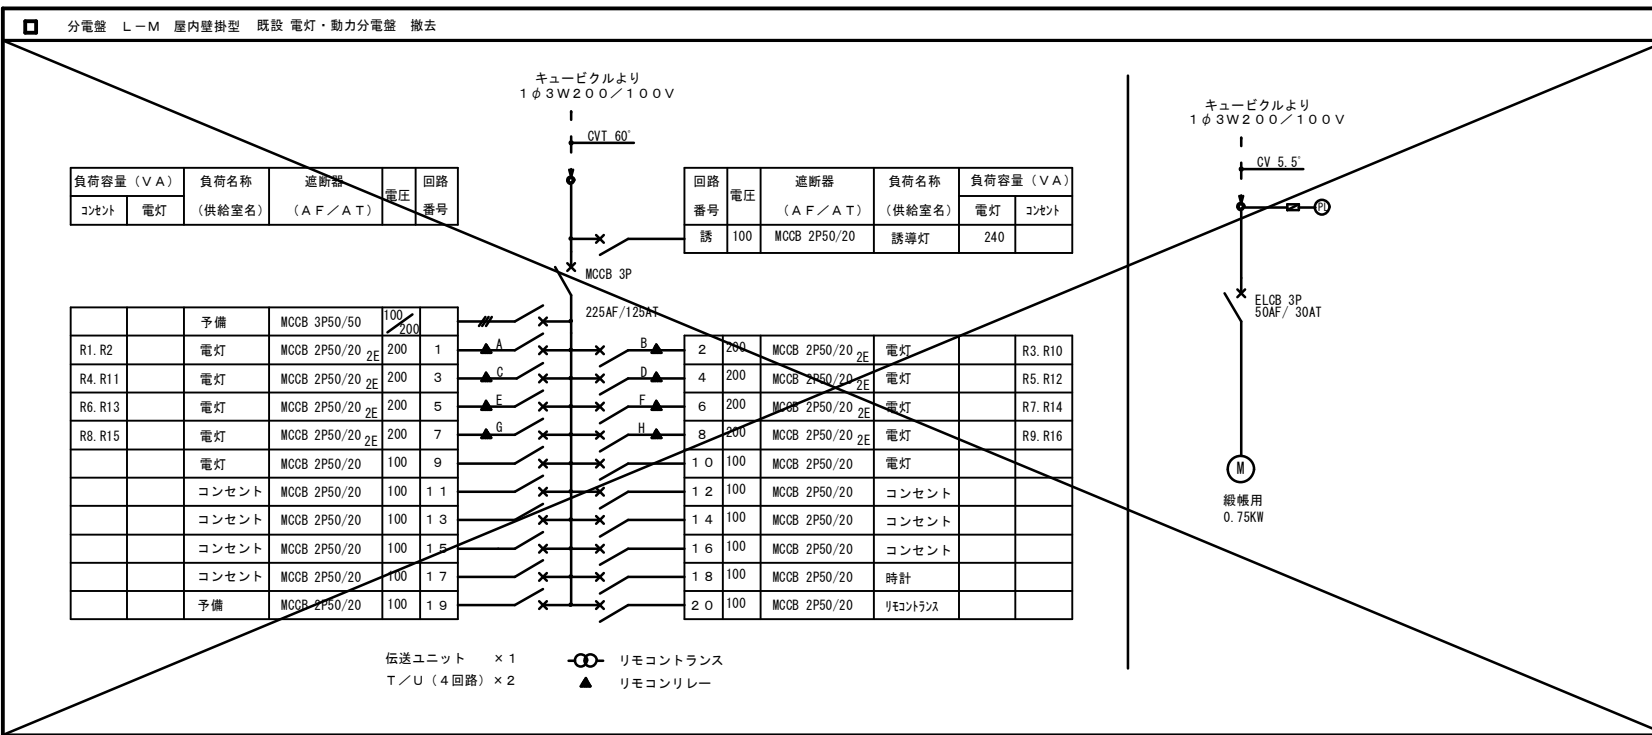 分電盤 L－M 屋内壁掛型 既設 電灯・動力分電盤 撤去
キュービクルより
1φ3W200／100V
CVT 60°
負荷容量（VA） 負荷名称 遮断器 電圧 回路
コンセント 電灯 （供給室名） （AF／AT） 番号
回路 電圧 遮断器 負荷名称 負荷容量（VA）
番号 （AF／AT） （供給室名） 電灯 コンセント
誘 100 MCCB 2P50/20 誘導灯 240
MCCB 3P
225AF/125AT
予備 MCCB 3P50/50 100/200
R1.R2 電灯 MCCB 2P50/20 2E 200 1 A
B 2 200 MCCB 2P50/20 2E 電灯 R3.R10
R4.R11 電灯 MCCB 2P50/20 2E 200 3 C
D 4 200 MCCB 2P50/20 2E 電灯 R5.R12
R6.R13 電灯 MCCB 2P50/20 2E 200 5 E
F 6 200 MCCB 2P50/20 2E 電灯 R7.R14
R8.R15 電灯 MCCB 2P50/20 2E 200 7 G
H 8 200 MCCB 2P50/20 2E 電灯 R9.R16
電灯 MCCB 2P50/20 100 9
10 100 MCCB 2P50/20 電灯
コンセント MCCB 2P50/20 100 11
12 100 MCCB 2P50/20 コンセント
コンセント MCCB 2P50/20 100 13
14 100 MCCB 2P50/20 コンセント
コンセント MCCB 2P50/20 100 15
16 100 MCCB 2P50/20 コンセント
コンセント MCCB 2P50/20 100 17
18 100 MCCB 2P50/20 時計
予備 MCCB 2P50/20 100 19
20 100 MCCB 2P50/20 リモコントランス
伝送ユニット ×1
T／U（4回路）×2
リモコントランス
リモコンリレー
キュービクルより
1φ3W200／100V
CV 5.5°
PL
ELCB 3P
50AF/ 30AT
M
緞帳用
0.75KW